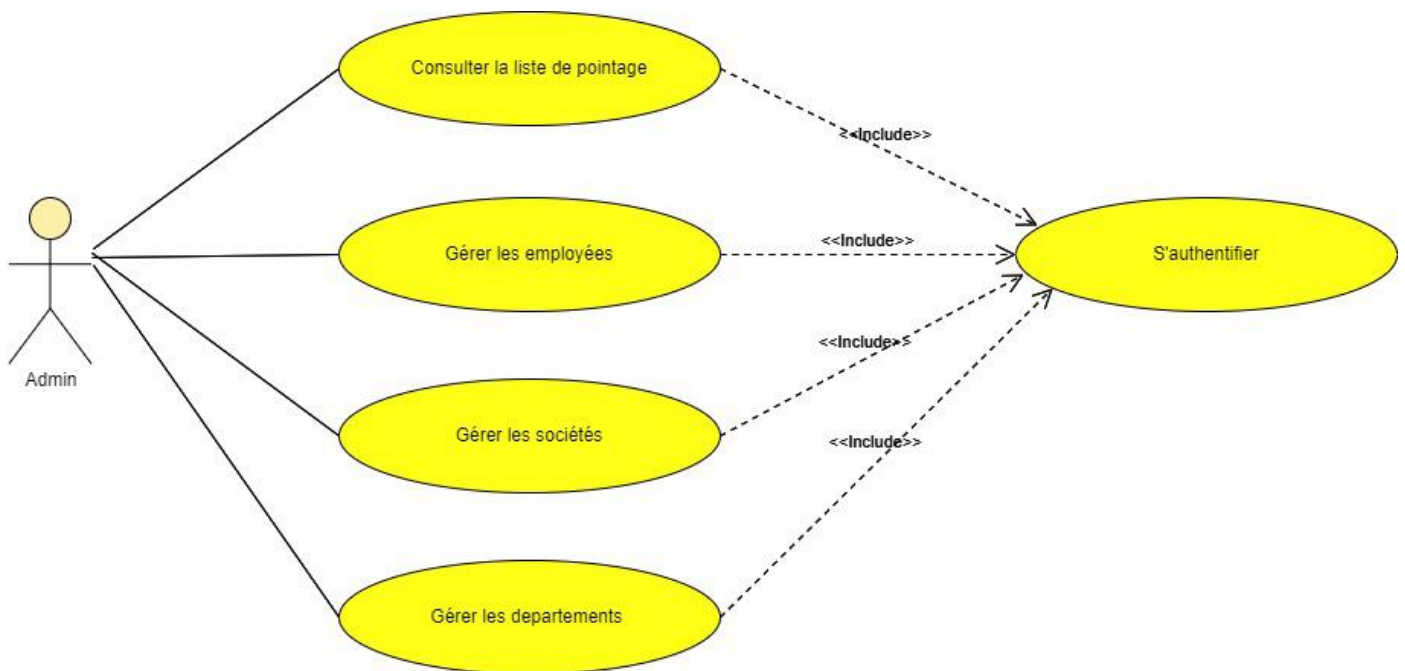 Consulter la liste de pointage
<<Include>>
Gérer les employées
<<Include>>
S'authentifier
Admin
<<Include>>
Gérer les sociétés
<<Include>>
Gérer les departements